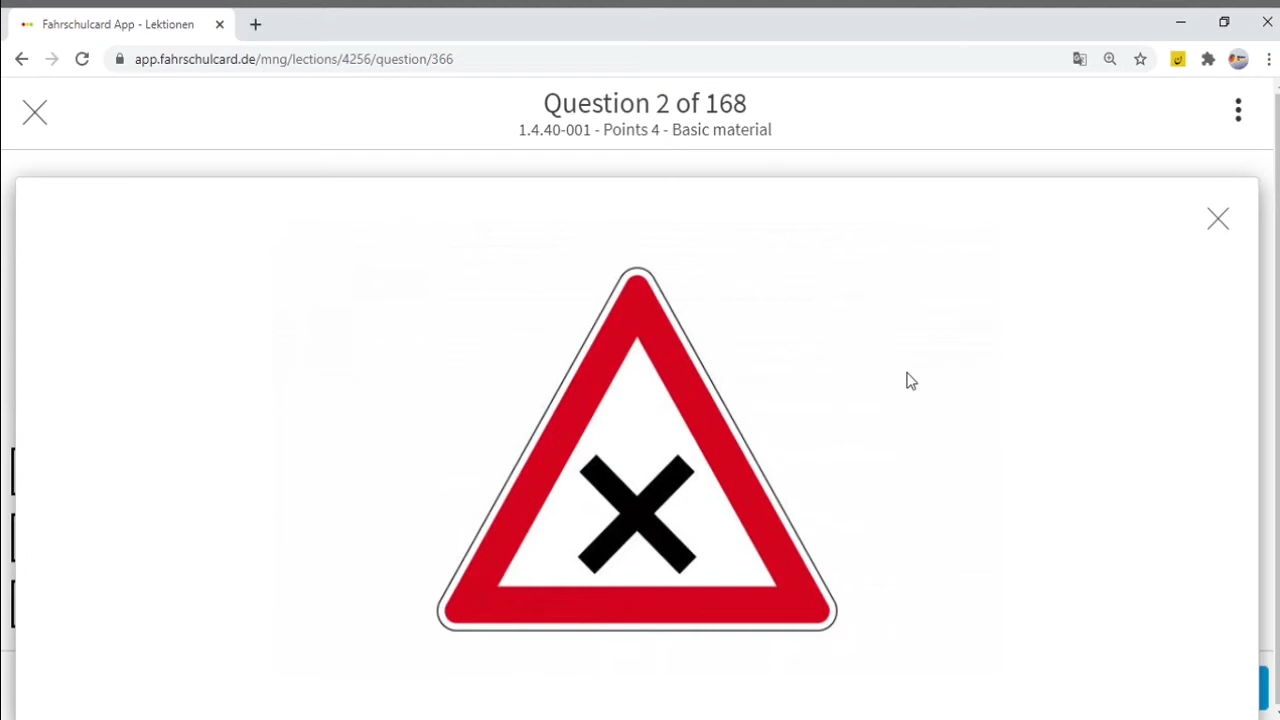 Fahrschulcard App - Lektionen
app.fahrschulcard.de/mng/lections/4256/question/366
Question 2 of 168
1.4.40-001 - Points 4 - Basic material